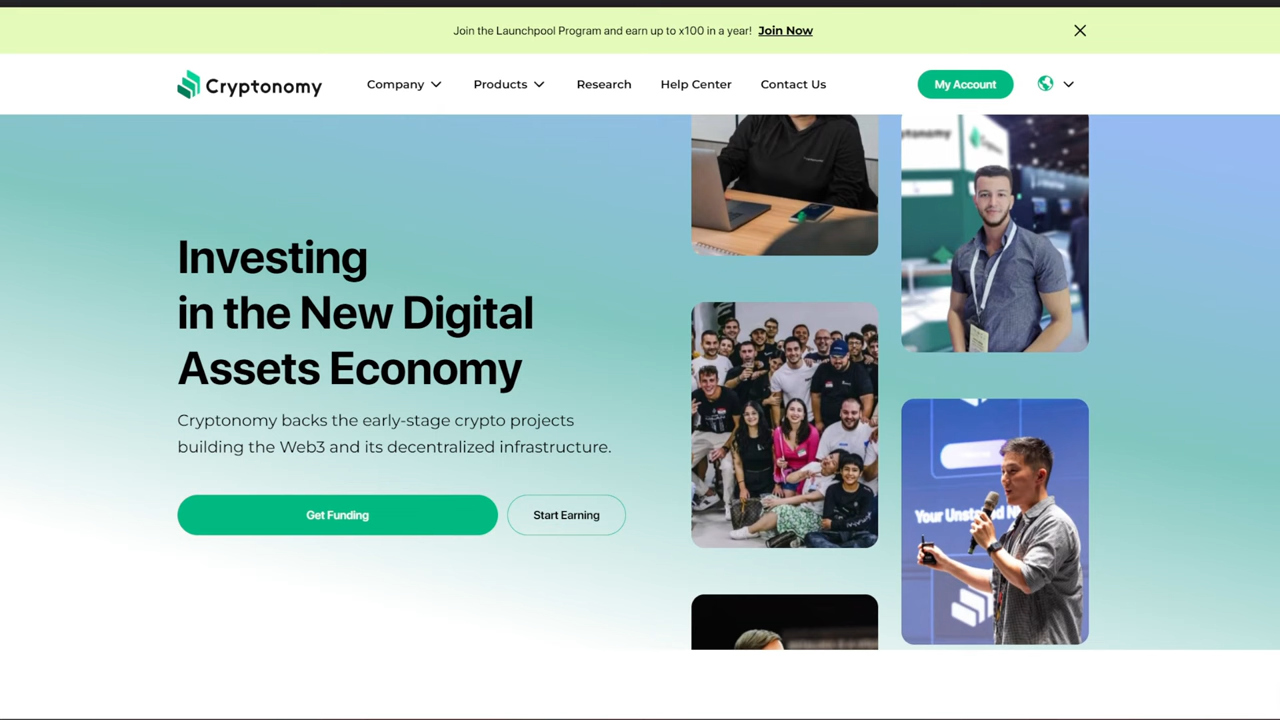 Join the Launchpool Program and earn up to x100 in a year! Join Now
Cryptonomy
Company
Products
Research
Help Center
Contact Us
My Account
Investing
in the New Digital
Assets Economy
Cryptonomy backs the early-stage crypto projects
building the Web3 and its decentralized infrastructure.
Get Funding
Start Earning
Your